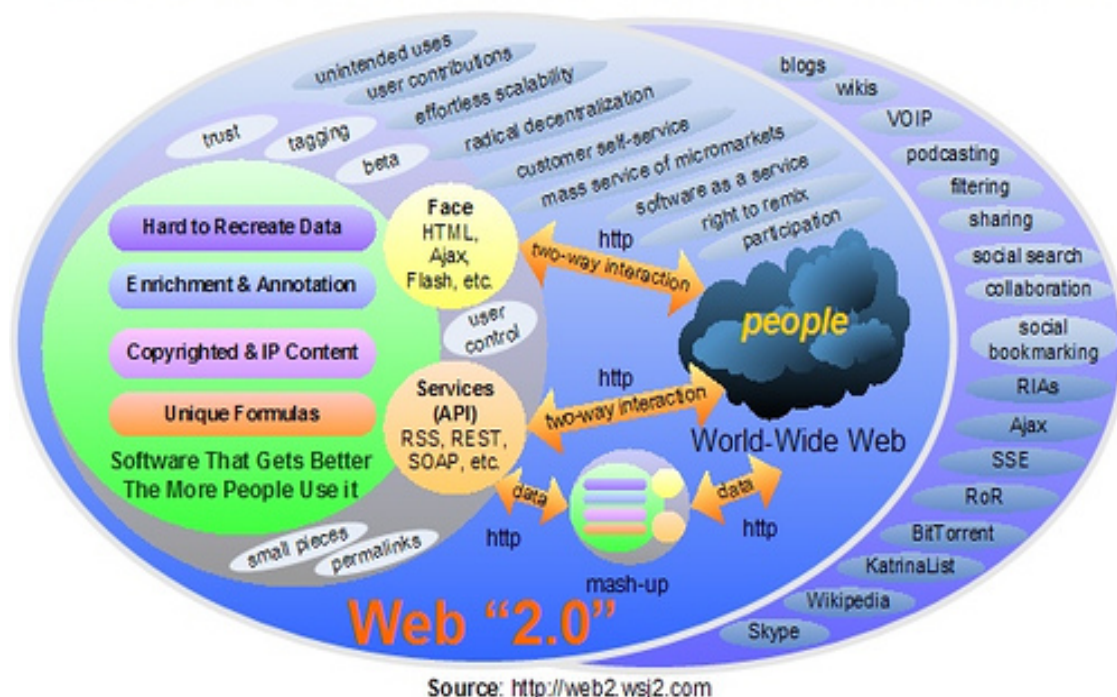 unintended uses
user contributions
effortless scalability
radical decentralization
customer self-service
mass service of micromarkets
software as a service
right to remix
participation
trust
tagging
beta
Hard to Recreate Data
Enrichment & Annotation
Copyrighted & IP Content
Unique Formulas
Software That Gets Better
The More People Use it
Face
HTML,
Ajax,
Flash, etc.
user
control
Services
(API)
RSS, REST,
SOAP, etc.
http
two-way interaction
http
two-way interaction
people
World-Wide Web
data
http
data
http
mash-up
small pieces
permalinks
Web “2.0”
blogs
wikis
VOIP
podcasting
filtering
sharing
social search
collaboration
social
bookmarking
RIAs
Ajax
SSE
RoR
BitTorrent
KatrinaList
Wikipedia
Skype
Source: http://web2.wsj2.com